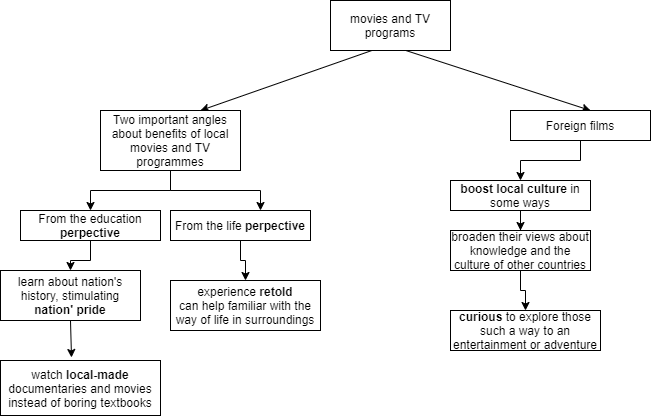 movies and TV
programs
Two important angles
about benefits of local
movies and TV
programmes
Foreign films
boost local culture in
some ways
From the education
perpective
From the life perpective
broaden their views about
knowledge and the
culture of other countries
learn about nation's
history, stimulating
nation' pride
experience retold
can help familiar with the
way of life in surroundings
curious to explore those
such a way to an
entertainment or adventure
watch local-made
documentaries and movies
instead of boring textbooks